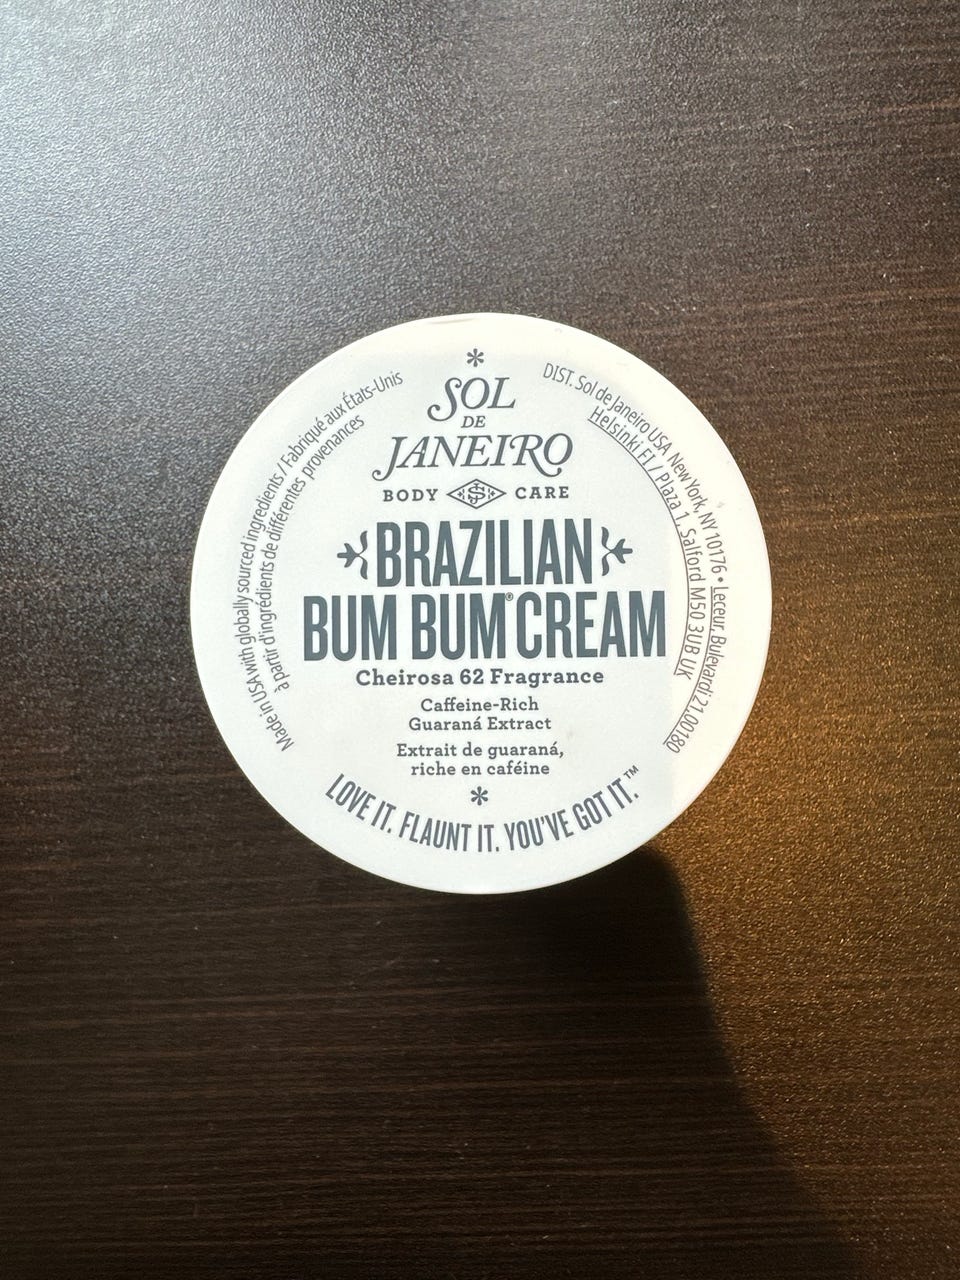 *
SOL
DE
JANEIRO
BODY S CARE
BRAZILIAN
BUM BUM® CREAM
Cheirosa 62 Fragrance
Caffeine-Rich
Guaraná Extract
Extrait de guaraná,
riche en caféine
*
LOVE IT. FLAUNT IT. YOU'VE GOT IT.™
Made in USA with globally sourced ingredients / Fabriqué aux États-Unis
à partir d'ingrédients de différentes provenances
DIST. Sol de Janeiro USA New York, NY 10176 • Leceur, Bulevardi 21, 00180
Helsinki FI / Plaza 1, Salford M50 3UB UK